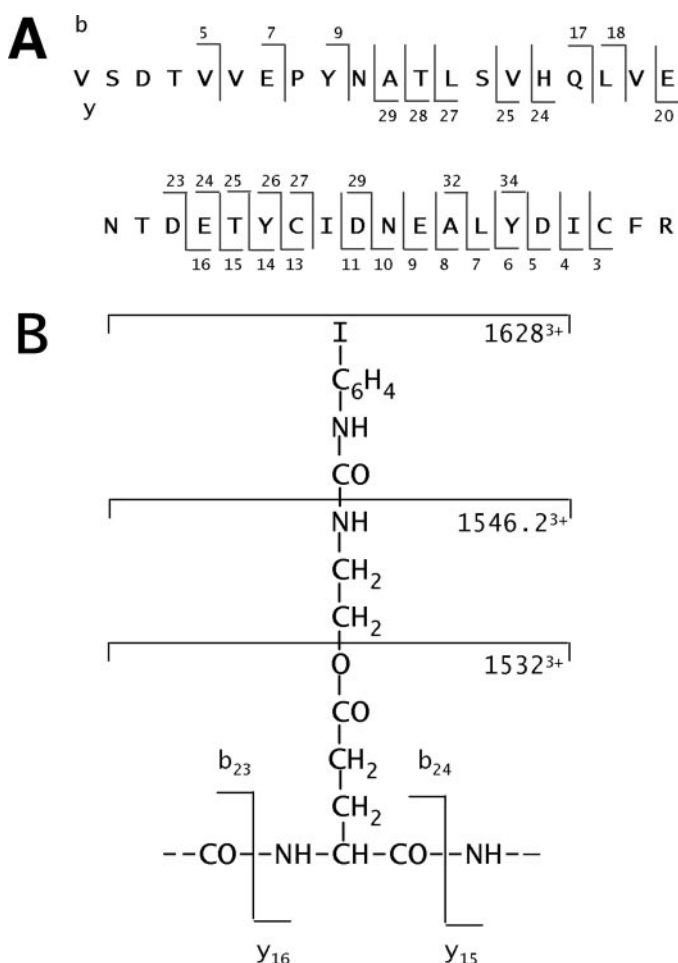 A
b
5 7 9 17 18
V S D T V V E P Y N A T L S V H Q L V E
y
29 28 27 25 24 20
23 24 25 26 27 29 32 34
N T D E T Y C I D N E A L Y D I C F R
16 15 14 13 11 10 9 8 7 6 5 4 3
B
1628³⁺
I
C₆H₄
NH
CO
NH
1546.2³⁺
CH₂
CH₂
O
1532³⁺
CO
CH₂
b₂₃ b₂₄
CH₂
--CO-NH-CH-CO-NH--
y₁₆ y₁₅